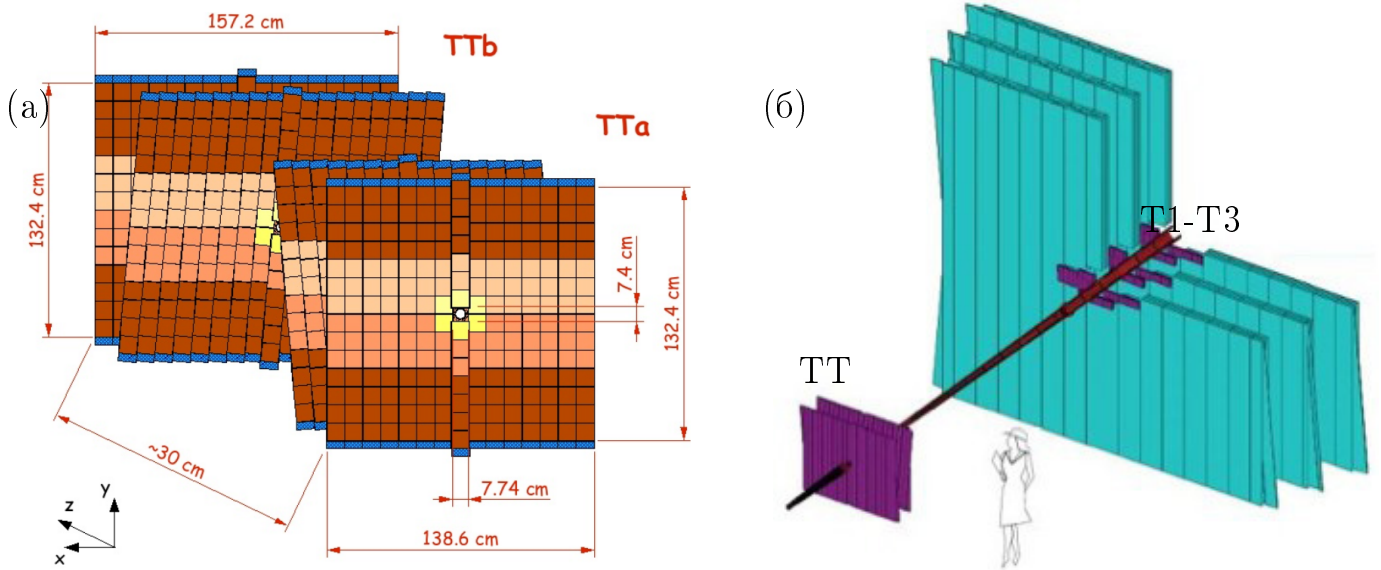 (а)
157.2 cm
TTb
TTa
132.4 cm
7.4 cm
132.4 cm
~30 cm
7.74 cm
138.6 cm
y
z
x
(б)
T1-T3
TT